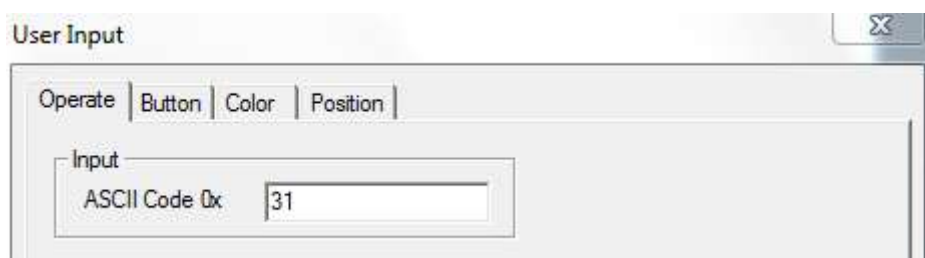 User Input
Operate Button Color Position
Input
ASCII Code 0x 31